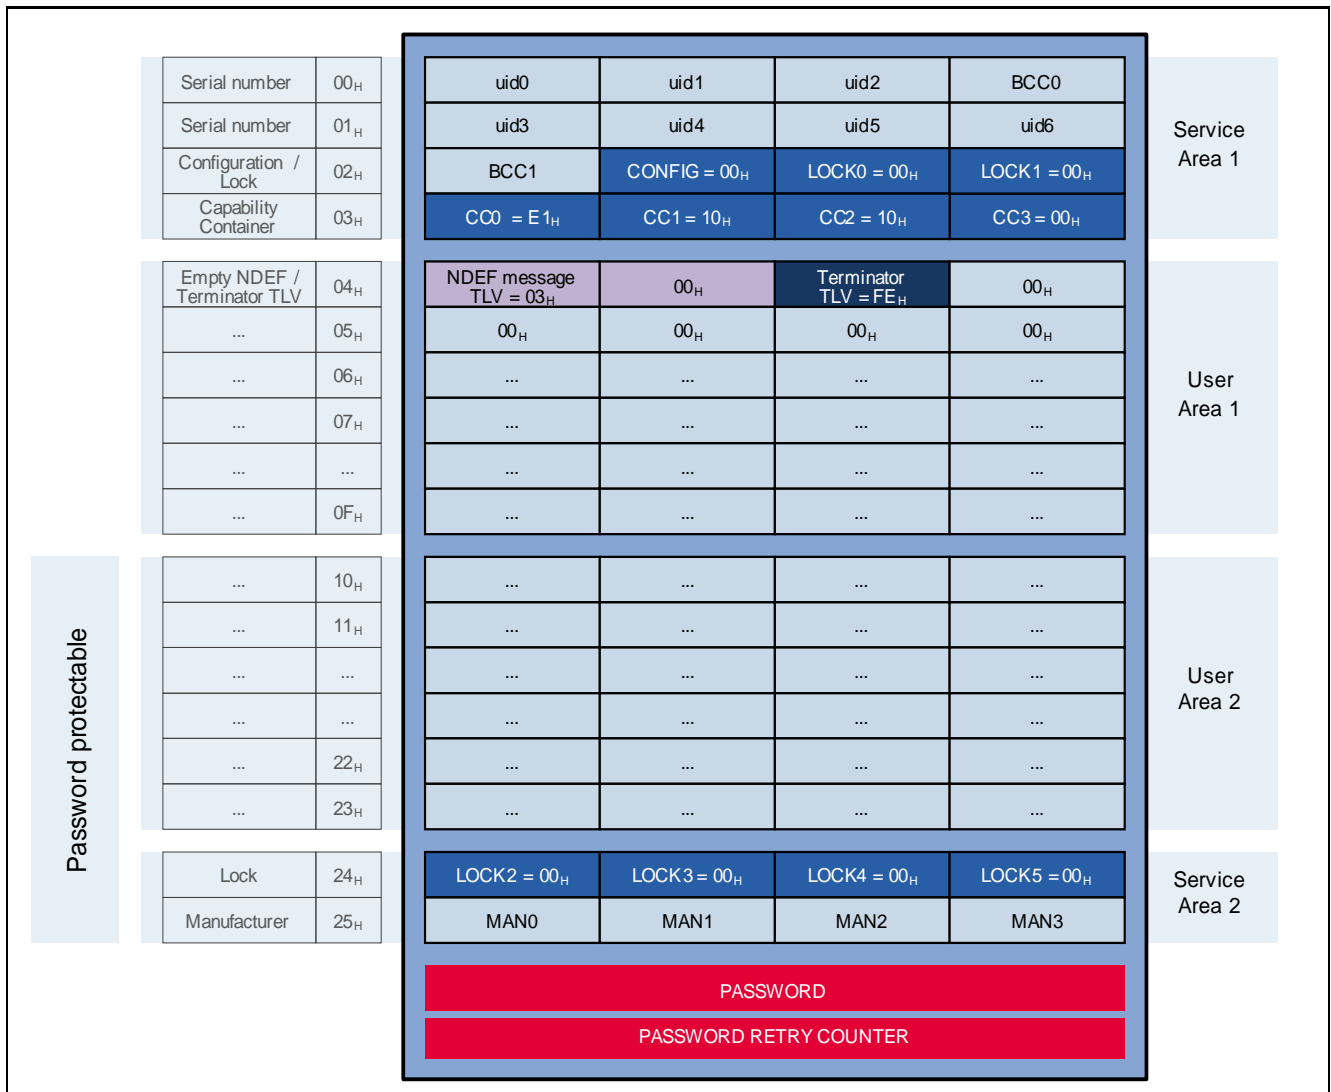 Serial number 00H uid0 uid1 uid2 BCC0
Serial number 01H uid3 uid4 uid5 uid6
Service
Area 1
Configuration /
Lock 02H BCC1 CONFIG = 00H LOCK0 = 00H LOCK1 = 00H
Capability
Container 03H CC0 = E1H CC1 = 10H CC2 = 10H CC3 = 00H
Empty NDEF /
Terminator TLV 04H
NDEF message
TLV = 03H
00H
Terminator
TLV = FEH
00H
... 05H 00H 00H 00H 00H
... 06H ... ... ... ...
User
Area 1
... 07H ... ... ... ...
... ... ... ... ... ...
... 0FH ... ... ... ...
Password protectable
... 10H ... ... ... ...
... 11H ... ... ... ...
... ... ... ... ... ...
User
Area 2
... ... ... ... ... ...
... 22H ... ... ... ...
... 23H ... ... ... ...
Lock 24H LOCK2 = 00H LOCK3 = 00H LOCK4 = 00H LOCK5 = 00H
Service
Area 2
Manufacturer 25H MAN0 MAN1 MAN2 MAN3
PASSWORD
PASSWORD RETRY COUNTER